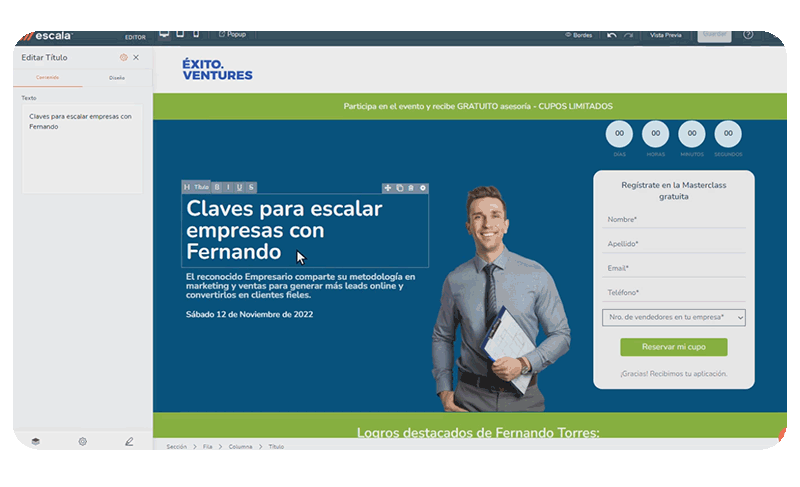 escala
EDITOR
Popup
Bordes
Vista Previa
Guardar
Editar Título
Contenido
Diseño
Texto
Claves para escalar empresas con
Fernando
ÉXITO.
VENTURES
Participa en el evento y recibe GRATUITO asesoria - CUPOS LIMITADOS
00 00 00 00
DÍAS HORAS MINUTOS SEGUNDOS
H Título B I U S
Claves para escalar
empresas con
Fernando
El reconocido Empresario comparte su metodología en
marketing y ventas para generar más leads online y
convertirlos en clientes fieles.
Sábado 12 de Noviembre de 2022
Regístrate en la Masterclass
gratuita
Nombre*
Apellido*
Email*
Teléfono*
Nro. de vendedores en tu empresa*
Reservar mi cupo
¡Gracias! Recibimos tu aplicación.
Logros destacados de Fernando Torres:
Sección > Fila > Columna > Título